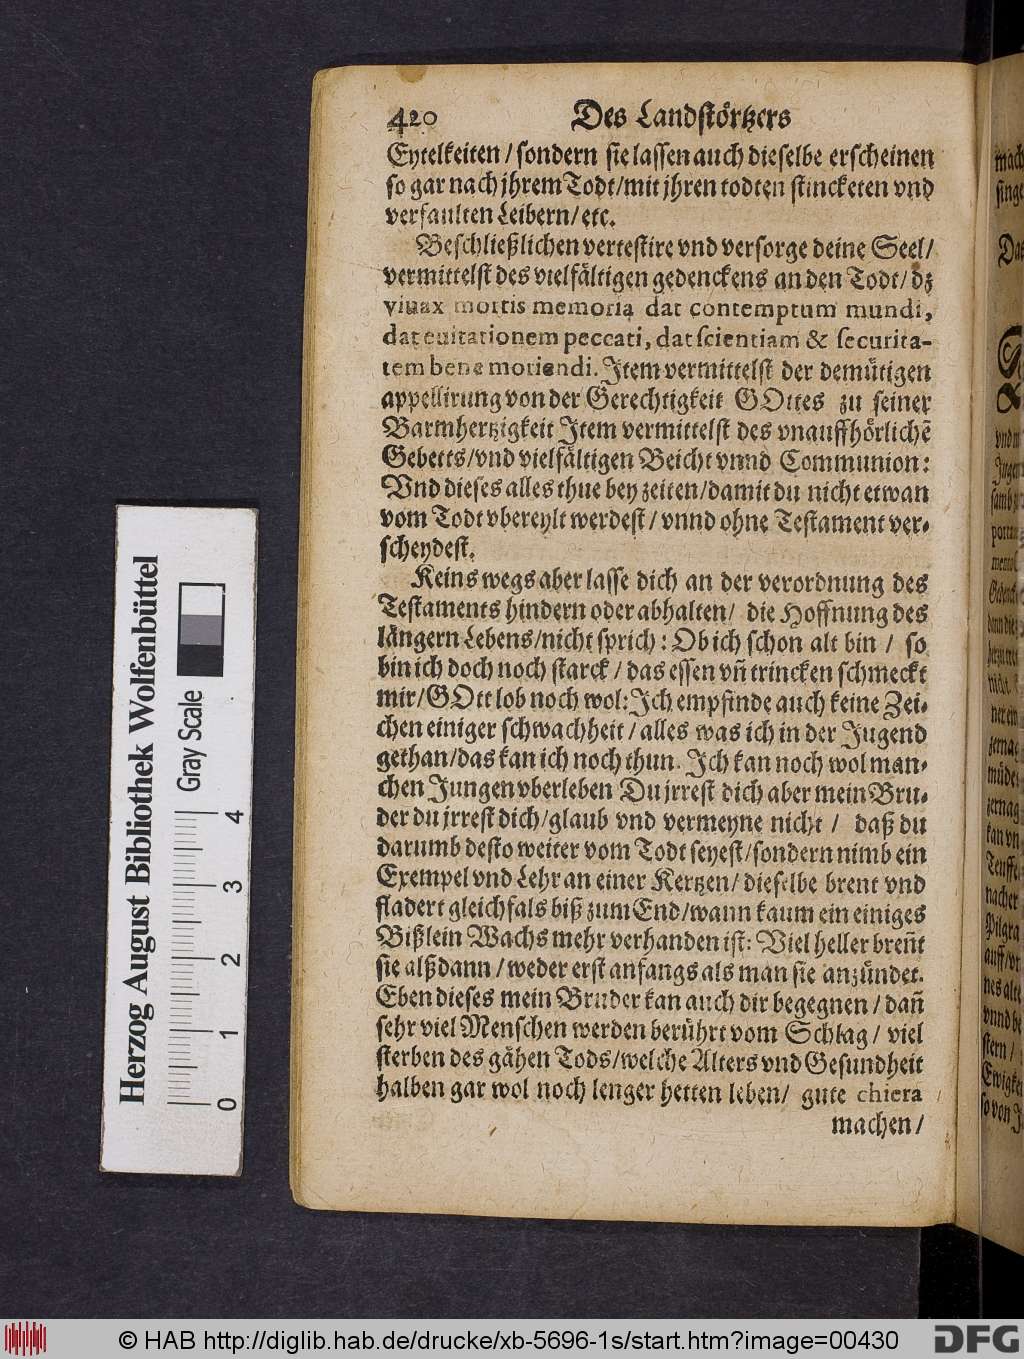 420 Des Landstörtzers
Eytelkeiten / sondern sie lassen auch dieselbe erscheinen
so gar nach jhrem Todt/mit jhren todten stincketen vnd
verfaulten Leibern/etc.
Beschließlichen vertestire vnd versorge deine Seel/
vermittelst des vielfältigen gedenckens an den Todt/ dz
viuax mortis memoria dat contemptum mundi,
dat euitationem peccati, dat scientiam & securita-
tem bene moriendi. Item vermittelst der demütigen
appellirung von der Gerechtigkeit GOttes zu seiner
Barmhertzigkeit Item vermittelst des vnauffhörlichẽ
Gebetts/vnd vielfältigen Beicht vnnd Communion:
Vnd dieses alles thue bey zeiten/damit du nicht etwan
vom Todt vbereylt werdest / vnnd ohne Testament ver-
scheydest.
Keins wegs aber lasse dich an der verordnung des
Testaments hindern oder abhalten/ die Hoffnung des
längern Lebens/nicht sprich: Ob ich schon alt bin / so
bin ich doch noch starck / das essen vñ trincken schmeckt
mir/GOtt lob noch wol: Ich empfinde auch keine Zei-
chen einiger schwachheit / alles was ich in der Jugend
gethan/das kan ich noch thun. Ich kan noch wol man-
chen Jungen vberleben Du jrrest dich aber mein Bru-
der du jrrest dich/glaub vnd vermeyne nicht / daß du
darumb desto weiter vom Todt seyest/sondern nimb ein
Exempel vnd Lehr an einer Kertzen/ dieselbe brent vnd
fladert gleichfals biß zum End/wann kaum ein einiges
Bißlein Wachs mehr verhanden ist: Viel heller breñt
sie alßdann / weder erst anfangs als man sie anzündet.
Eben dieses mein Bruder kan auch dir begegnen / dañ
sehr viel Menschen werden berührt vom Schlag / viel
sterben des gähen Tods/welche Alters vnd Gesundheit
halben gar wol noch lenger hetten leben/ gute chiera
machen /
Herzog August Bibliothek Wolfenbüttel
Gray Scale
0 1 2 3 4
© HAB http://diglib.hab.de/drucke/xb-5696-1s/start.htm?image=00430
DFG